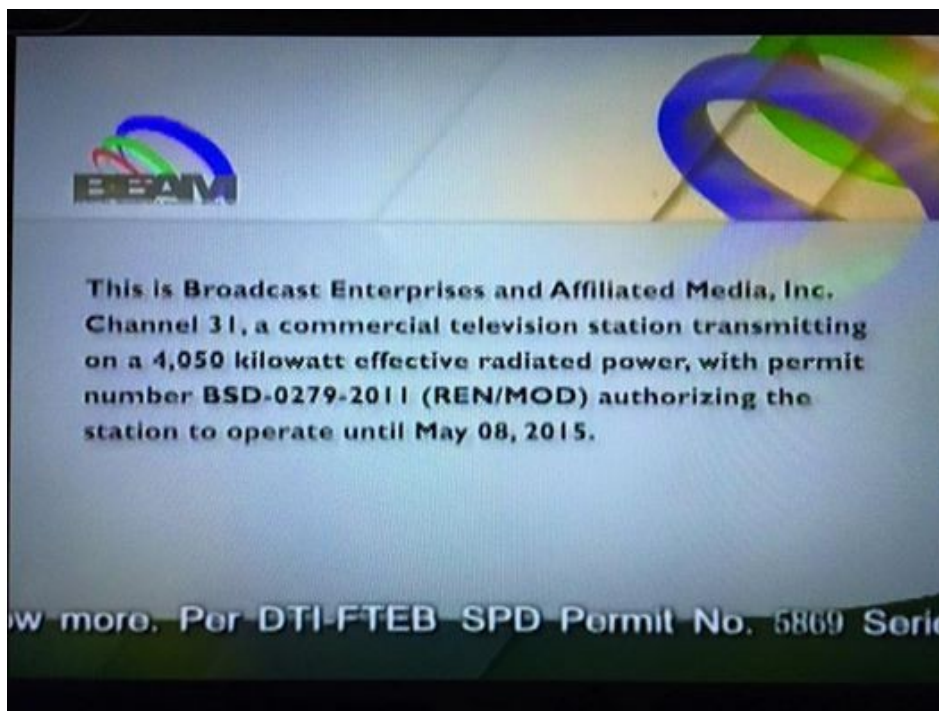 BEAM
This is Broadcast Enterprises and Affiliated Media, Inc.
Channel 31, a commercial television station transmitting
on a 4,050 kilowatt effective radiated power, with permit
number BSD-0279-2011 (REN/MOD) authorizing the
station to operate until May 08, 2015.
ow more. Per DTI-FTEB SPD Permit No. 5869 Serie